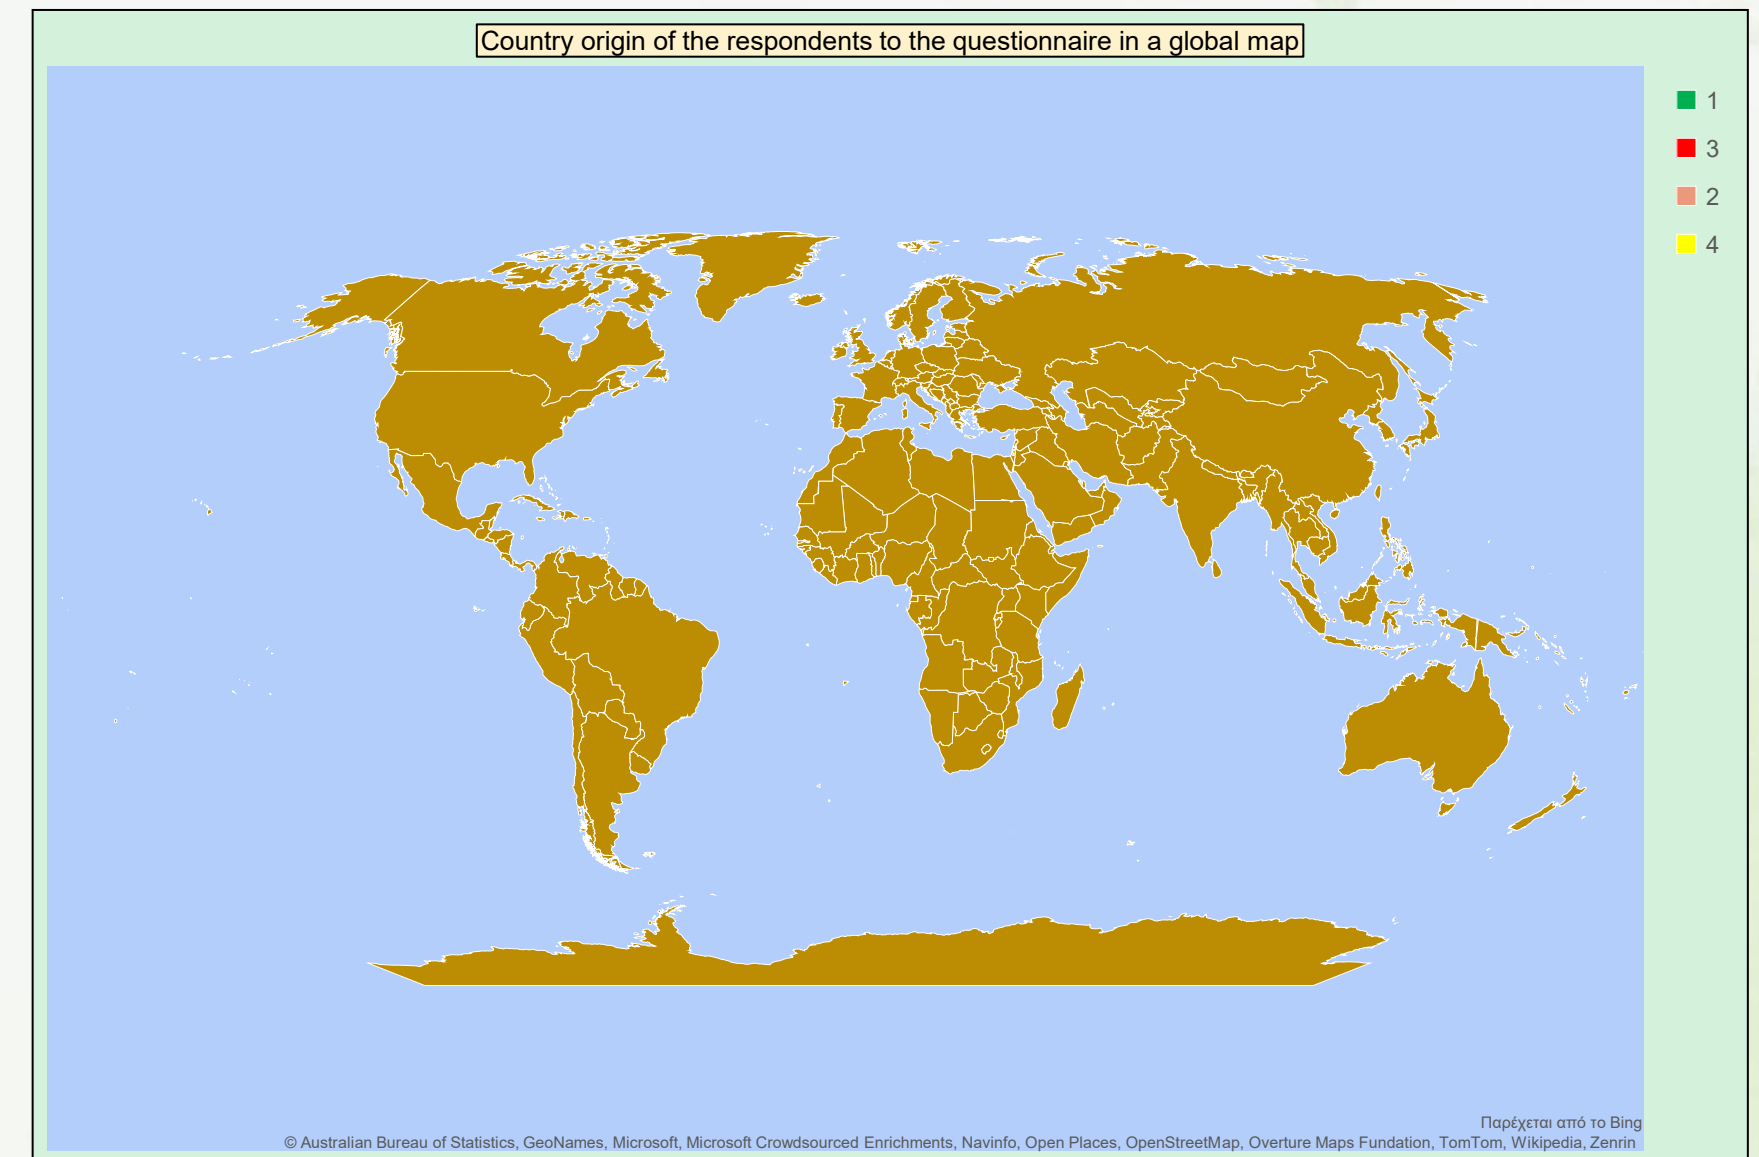 Country origin of the respondents to the questionnaire in a global map
1
3
2
4
Παρέχεται από το Bing
© Australian Bureau of Statistics, GeoNames, Microsoft, Microsoft Crowdsourced Enrichments, Navinfo, Open Places, OpenStreetMap, Overture Maps Fundation, TomTom, Wikipedia, Zenrin